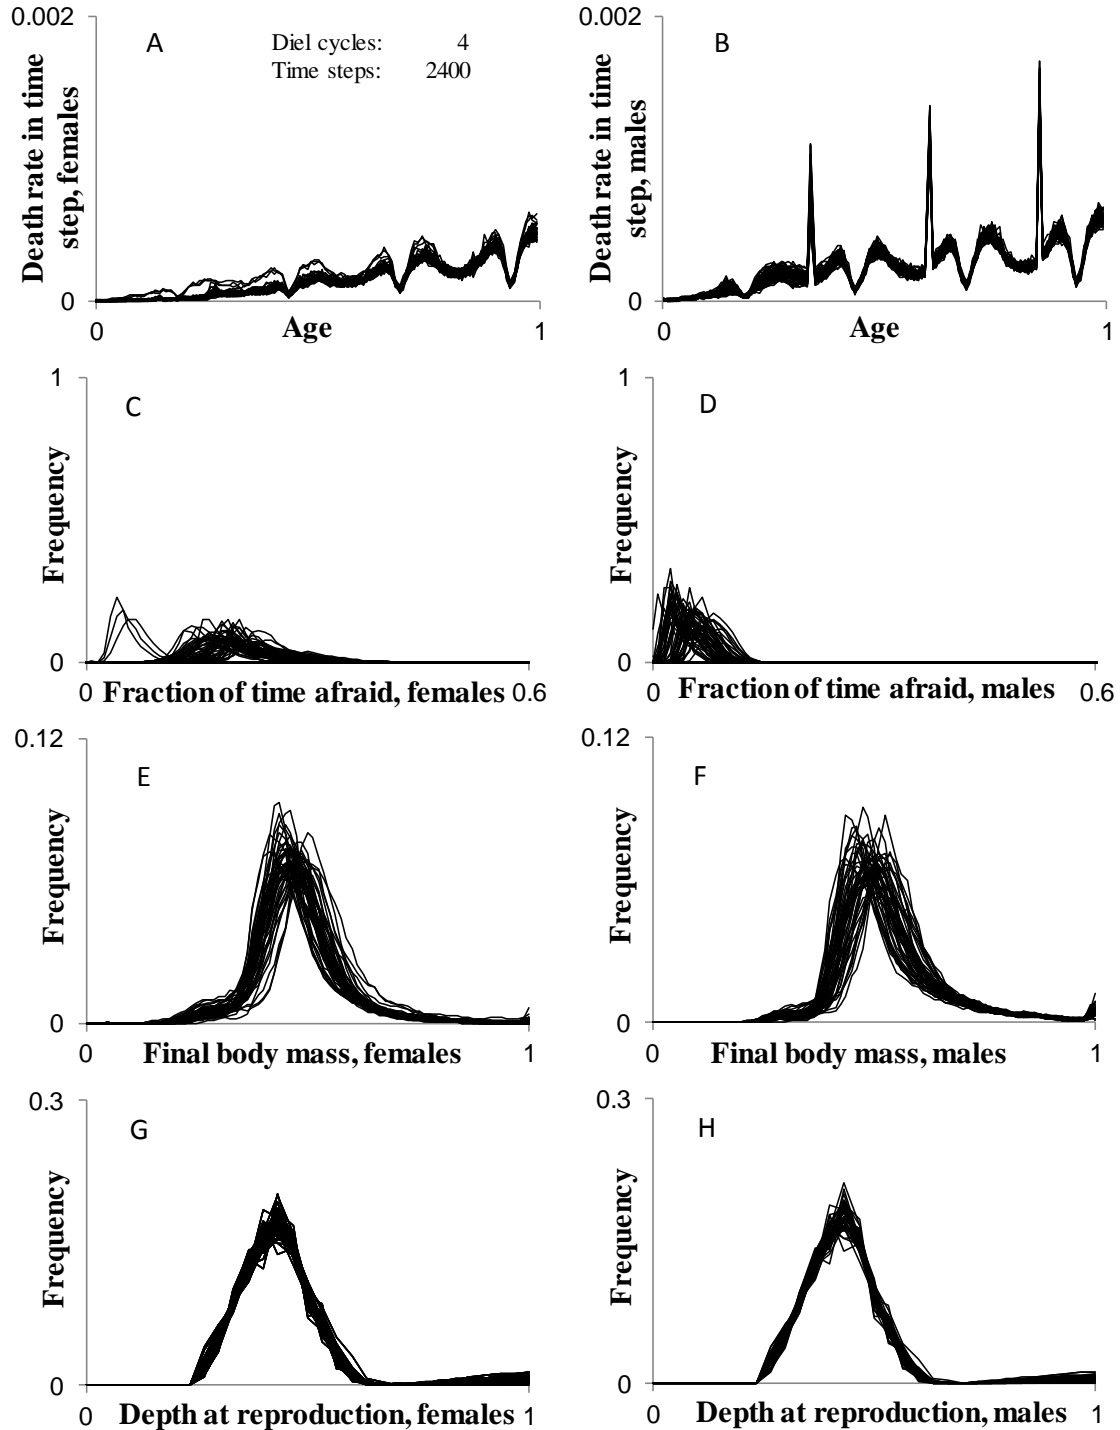 0.002
A
Diel cycles: 4
Time steps: 2400
Death rate in time
step, females
0
0
Age
1
0.002
B
Death rate in time
step, males
0
0
Age
1
1
C
Frequency
0
0
Fraction of time afraid, females
0.6
1
D
Frequency
0
0
Fraction of time afraid, males
0.6
0.12
E
Frequency
0
0
Final body mass, females
1
0.12
F
Frequency
0
0
Final body mass, males
1
0.3
G
Frequency
0
0
Depth at reproduction, females
1
0.3
H
Frequency
0
0
Depth at reproduction, males
1